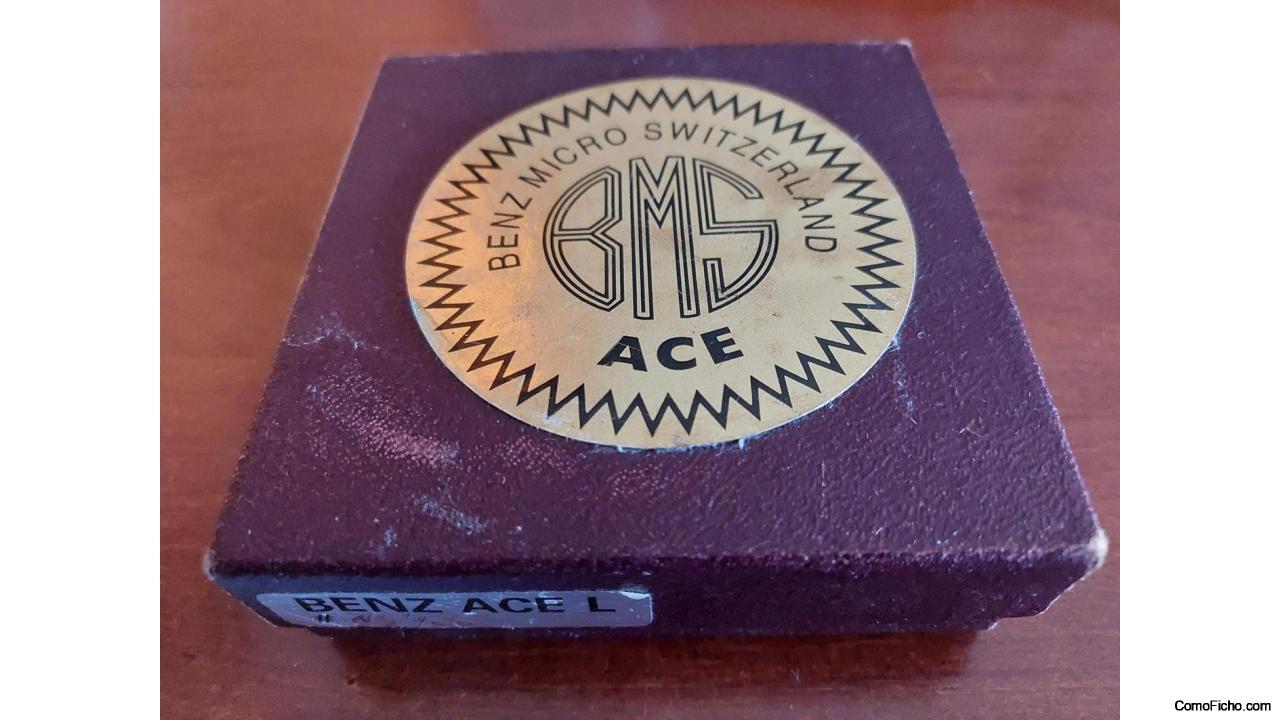 BENZ MICRO SWITZERLAND
BMS
ACE
BENZ ACE L
#
ComoFicho.com